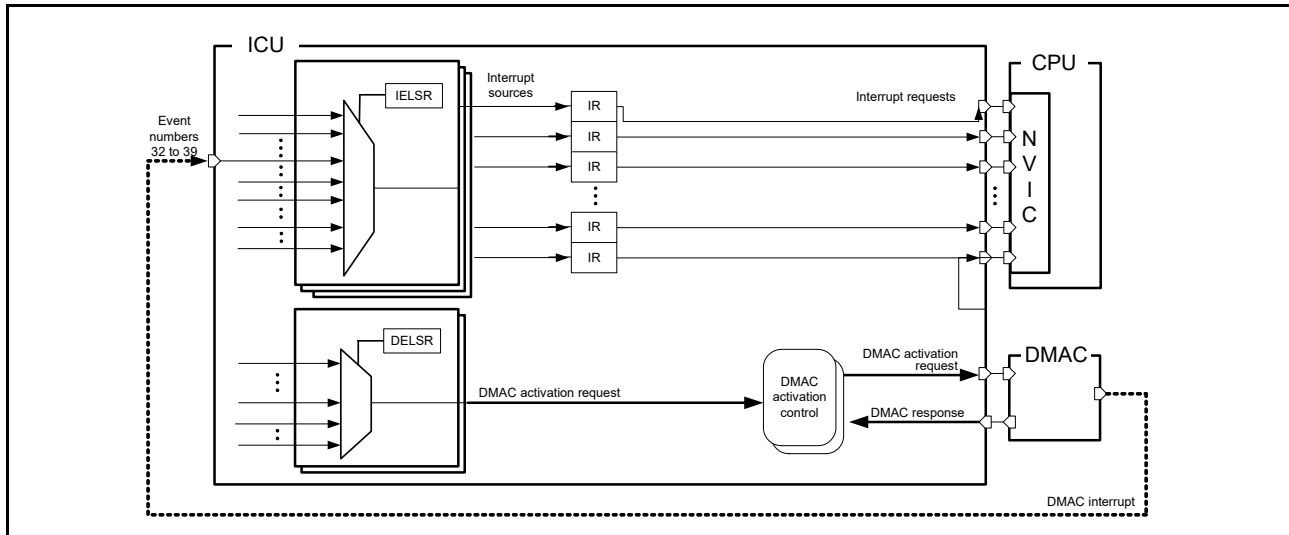 ICU
CPU
IELSR
Interrupt
sources
Interrupt requests
Event
numbers
32 to 39
IR
IR
IR
IR
IR
N
V
I
C
DELSR
DMAC activation request
DMAC
activation
control
DMAC activation
request
DMAC response
DMAC
DMAC interrupt